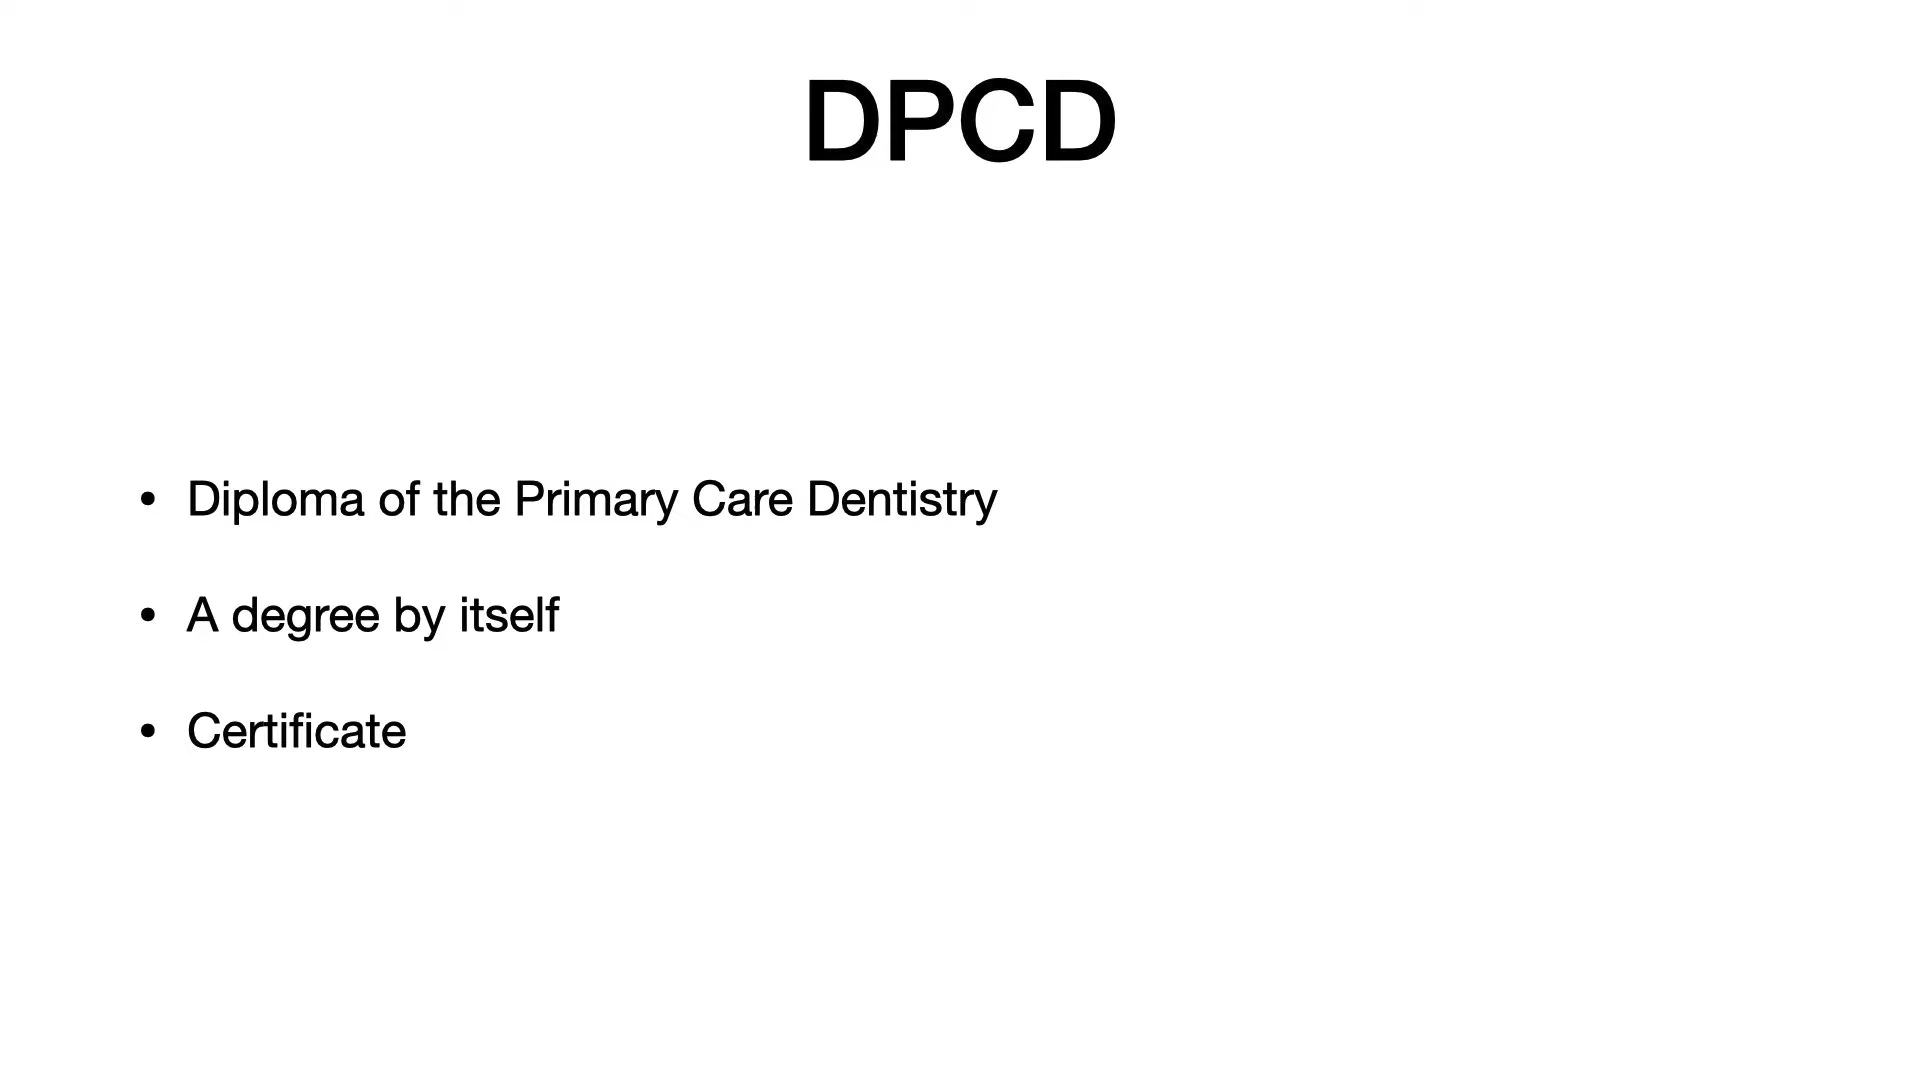 DPCD
• Diploma of the Primary Care Dentistry
• A degree by itself
• Certificate